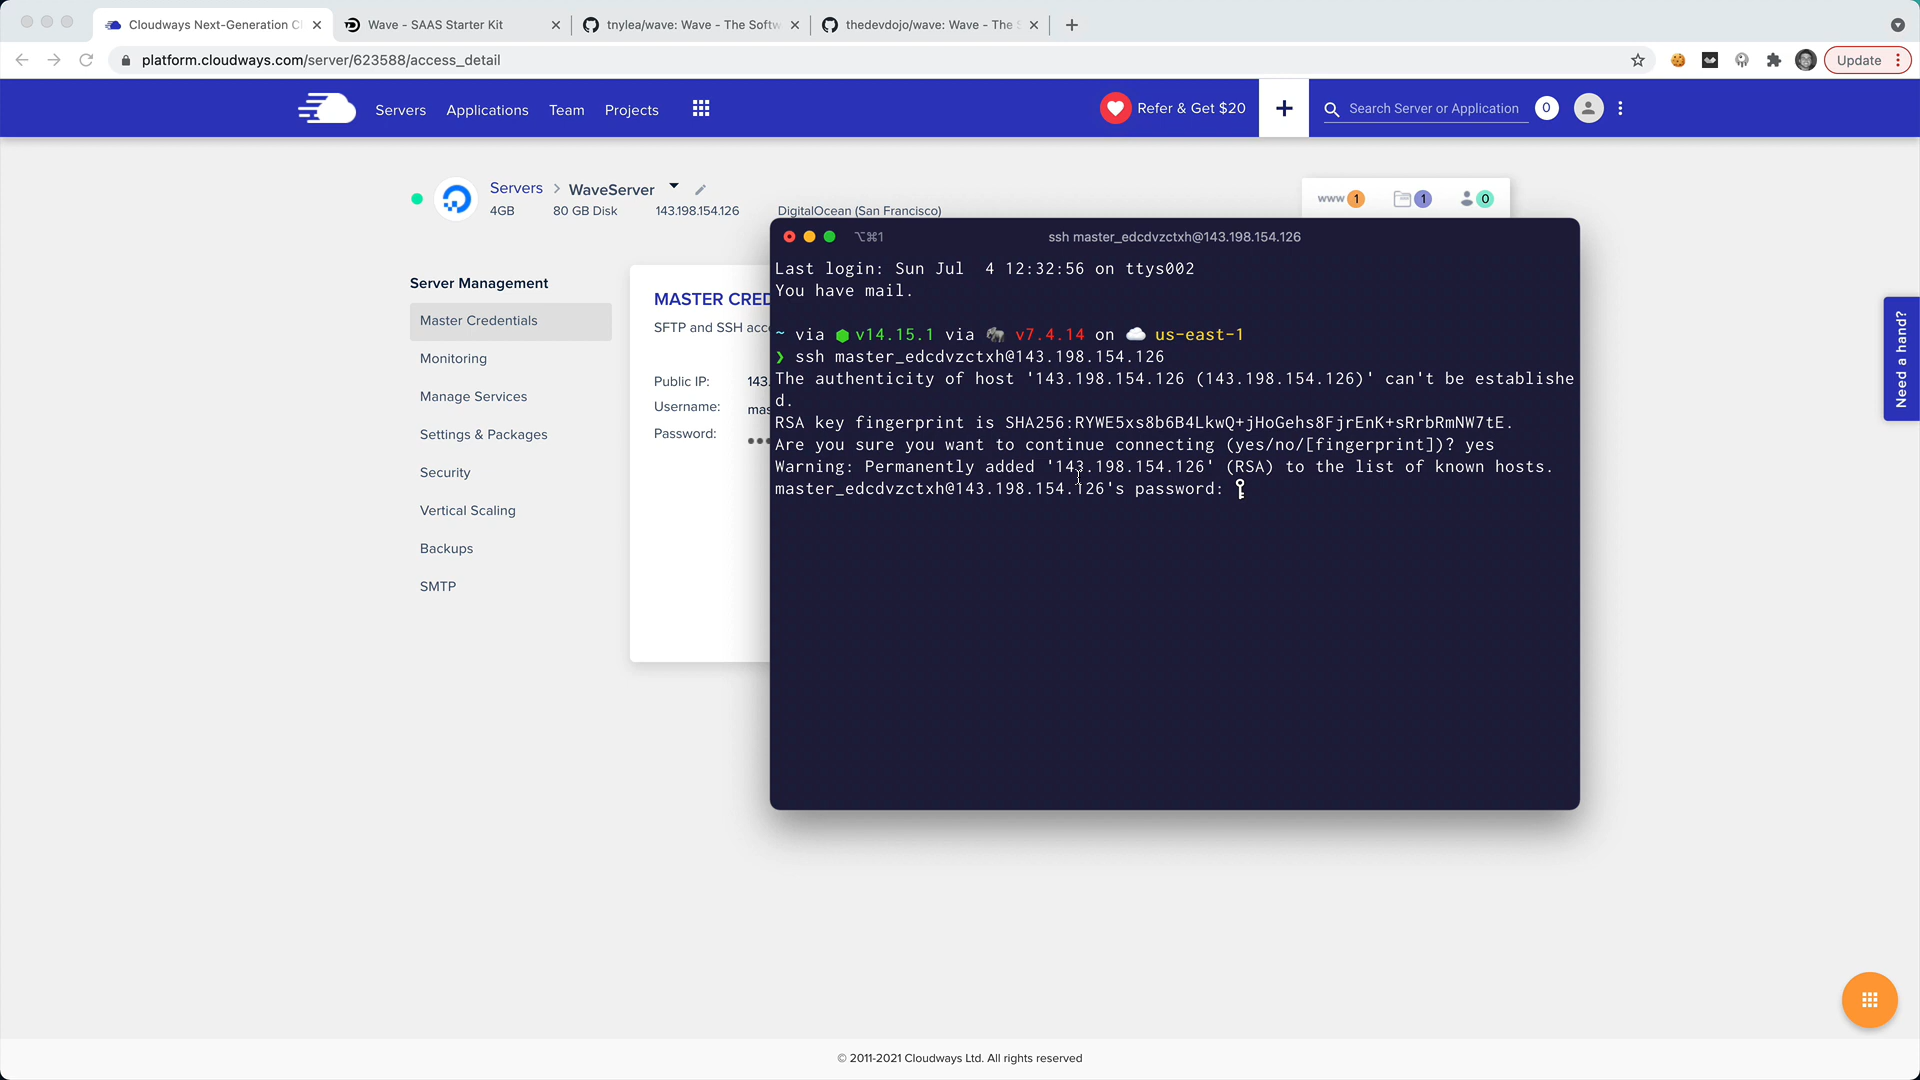 Cloudways Next-Generation C
Wave - SAAS Starter Kit
tnylea/wave: Wave - The Softw
thedevdojo/wave: Wave - The S
platform.cloudways.com/server/623588/access_detail
Update
Servers
Applications
Team
Projects
Refer & Get $20
+
Search Server or Application
0
Servers > WaveServer
4GB
80 GB Disk
143.198.154.126
DigitalOcean (San Francisco)
www 1
1
0
Server Management
Master Credentials
Monitoring
Manage Services
Settings & Packages
Security
Vertical Scaling
Backups
SMTP
MASTER CRED
SFTP and SSH acc
Public IP: 143.
Username: mas
Password: •••
⌥⌘1
ssh master_edcdvzctxh@143.198.154.126
Last login: Sun Jul  4 12:32:56 on ttys002
You have mail.
~ via v14.15.1 via v7.4.14 on us-east-1
❯ ssh master_edcdvzctxh@143.198.154.126
The authenticity of host '143.198.154.126 (143.198.154.126)' can't be establishe
d.
RSA key fingerprint is SHA256:RYWE5xs8b6B4LkwQ+jHoGehs8FjrEnK+sRrbRmNW7tE.
Are you sure you want to continue connecting (yes/no/[fingerprint])? yes
Warning: Permanently added '143.198.154.126' (RSA) to the list of known hosts.
master_edcdvzctxh@143.198.154.126's password:
Need a hand?
© 2011-2021 Cloudways Ltd. All rights reserved